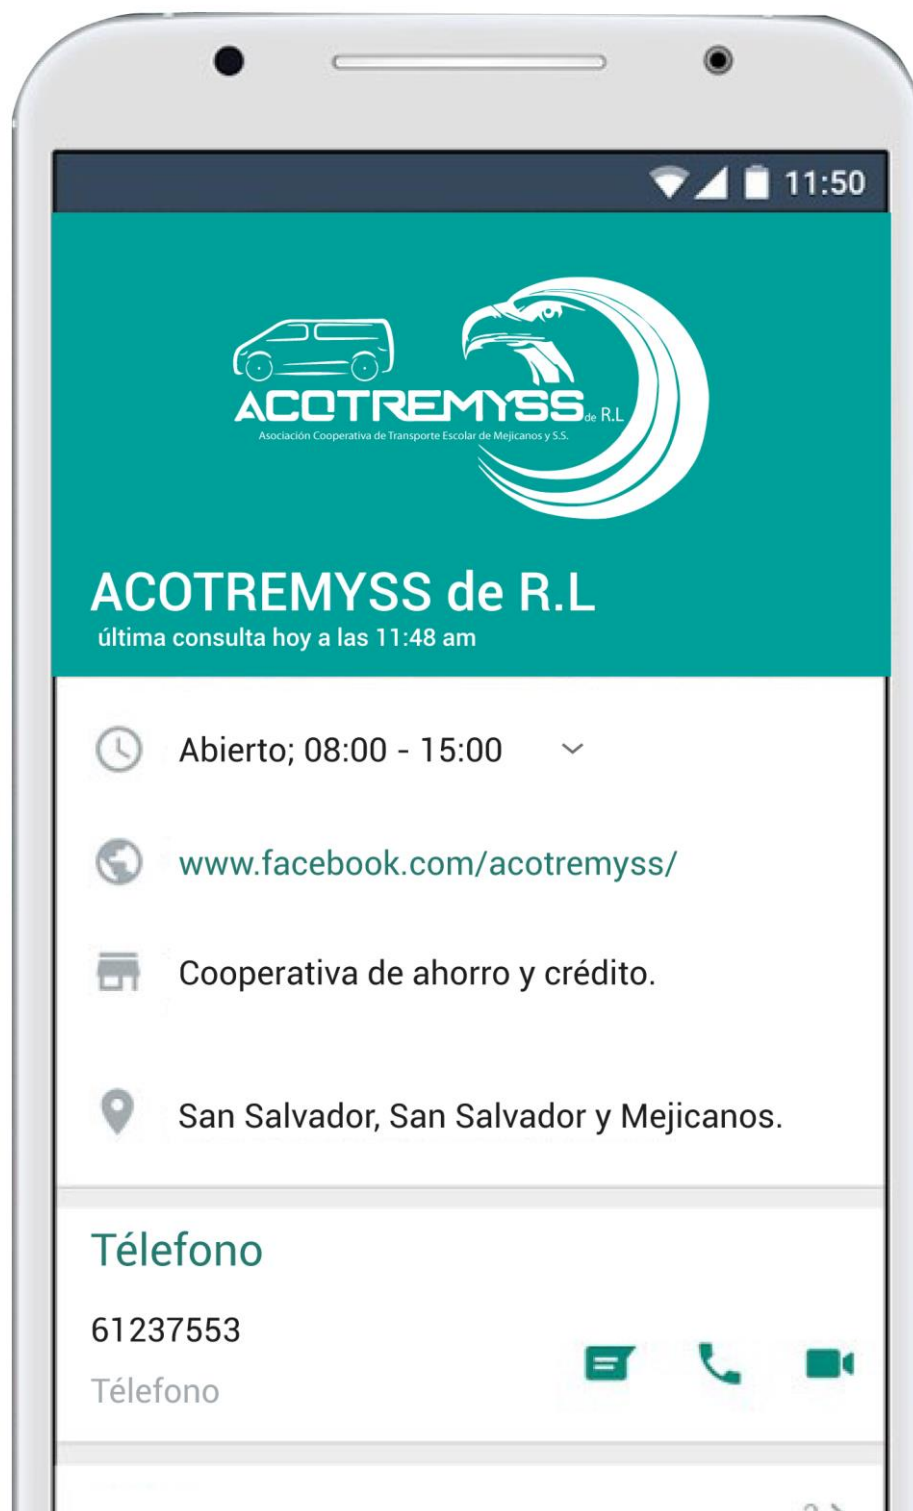 11:50
ACOTREMYSS de R.L
Asociación Cooperativa de Transporte Escolar de Mejicanos y S.S.
ACOTREMYSS de R.L
última consulta hoy a las 11:48 am
Abierto; 08:00 - 15:00
www.facebook.com/acotremyss/
Cooperativa de ahorro y crédito.
San Salvador, San Salvador y Mejicanos.
Télefono
61237553
Télefono